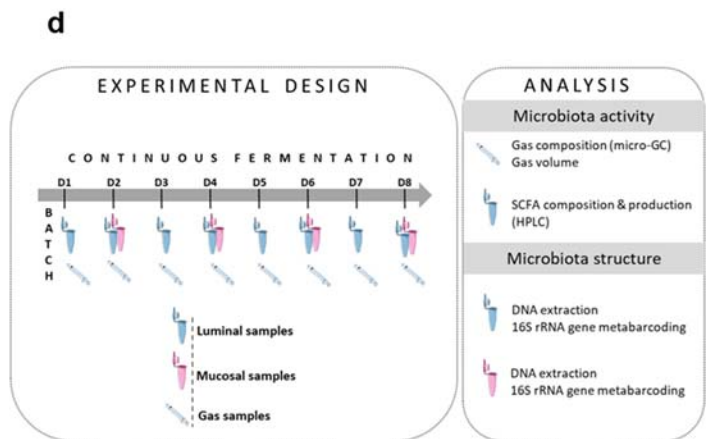 d
EXPERIMENTAL DESIGN
CONTINUOUS FERMENTATION
D1 D2 D3 D4 D5 D6 D7 D8
BATCH
Luminal samples
Mucosal samples
Gas samples
ANALYSIS
Microbiota activity
Gas composition (micro-GC)
Gas volume
SCFA composition & production
(HPLC)
Microbiota structure
DNA extraction
16S rRNA gene metabarcoding
DNA extraction
16S rRNA gene metabarcoding